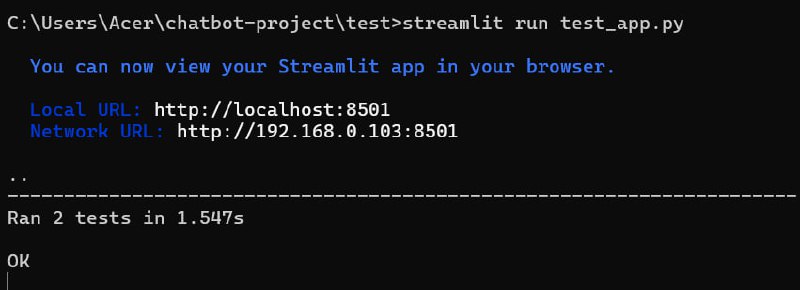 C:\Users\Acer\chatbot-project\test>streamlit run test_app.py
You can now view your Streamlit app in your browser.
Local URL: http://localhost:8501
Network URL: http://192.168.0.103:8501
..
----------------------------------------------------------------------
Ran 2 tests in 1.547s
OK